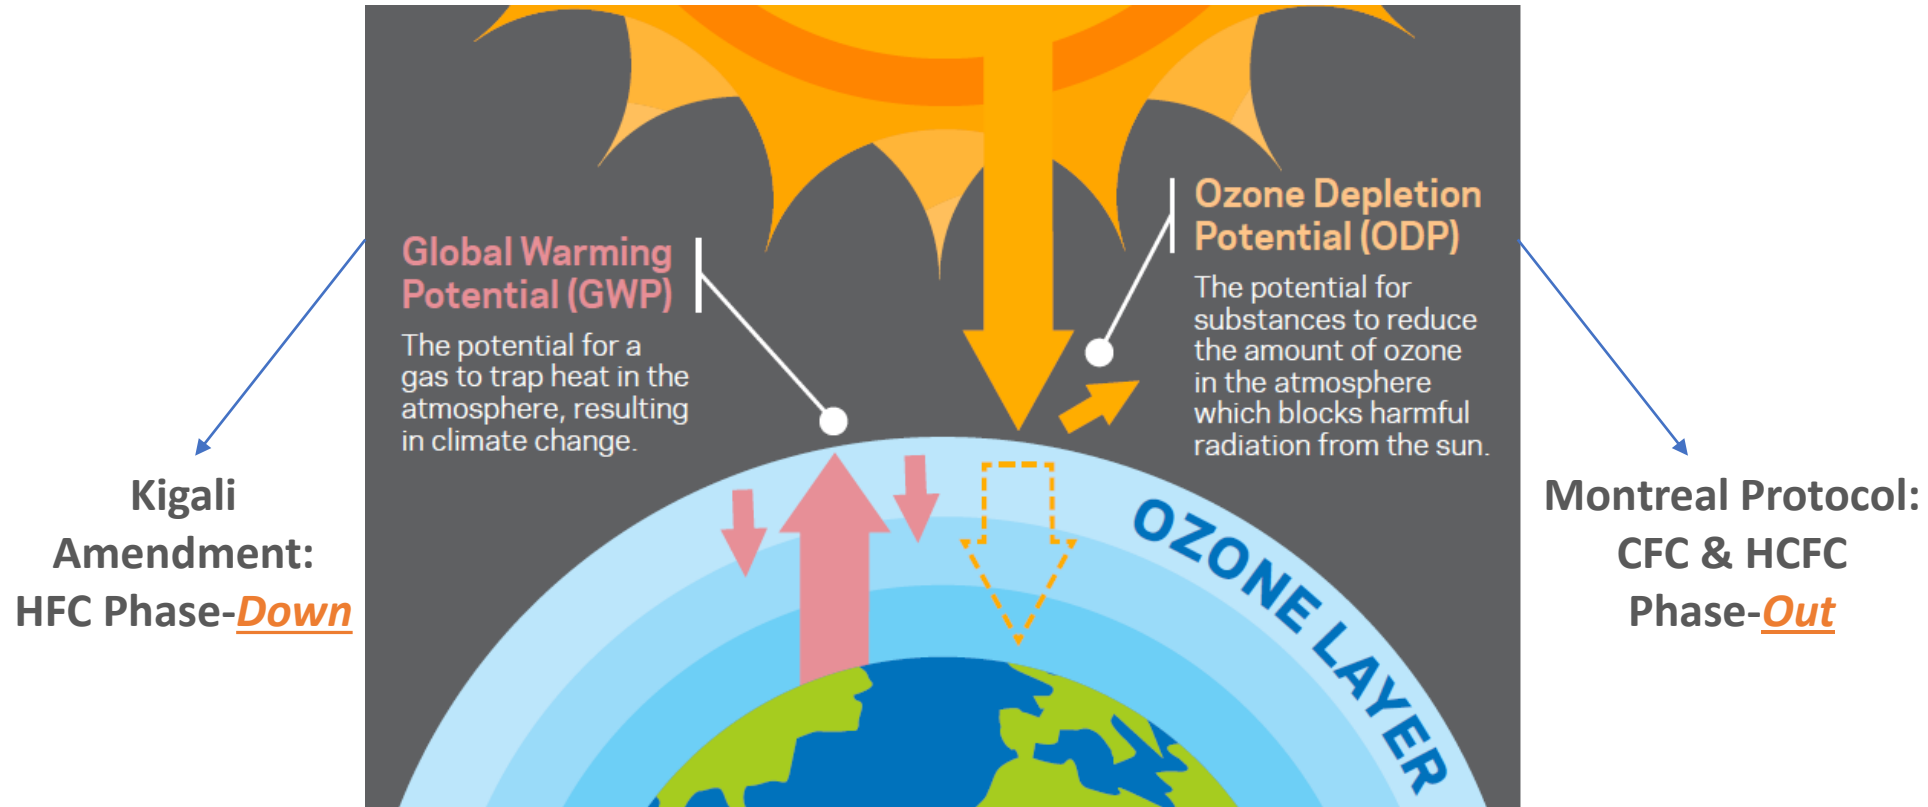 Global Warming
Potential (GWP)
The potential for a
gas to trap heat in the
atmosphere, resulting
in climate change.
Ozone Depletion
Potential (ODP)
The potential for
substances to reduce
the amount of ozone
in the atmosphere
which blocks harmful
radiation from the sun.
Kigali
Amendment:
HFC Phase-Down
Montreal Protocol:
CFC & HCFC
Phase-Out
OZONE LAYER